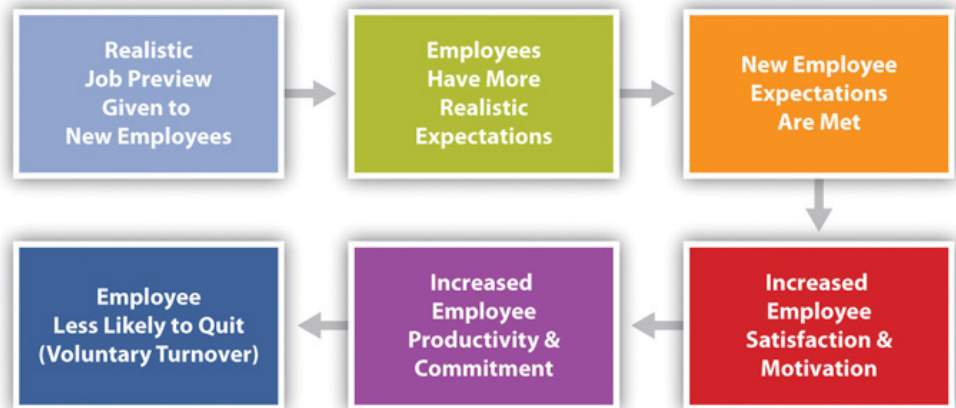 Realistic
Job Preview
Given to
New Employees
Employees
Have More
Realistic
Expectations
New Employee
Expectations
Are Met
Increased
Employee
Satisfaction &
Motivation
Increased
Employee
Productivity &
Commitment
Employee
Less Likely to Quit
(Voluntary Turnover)